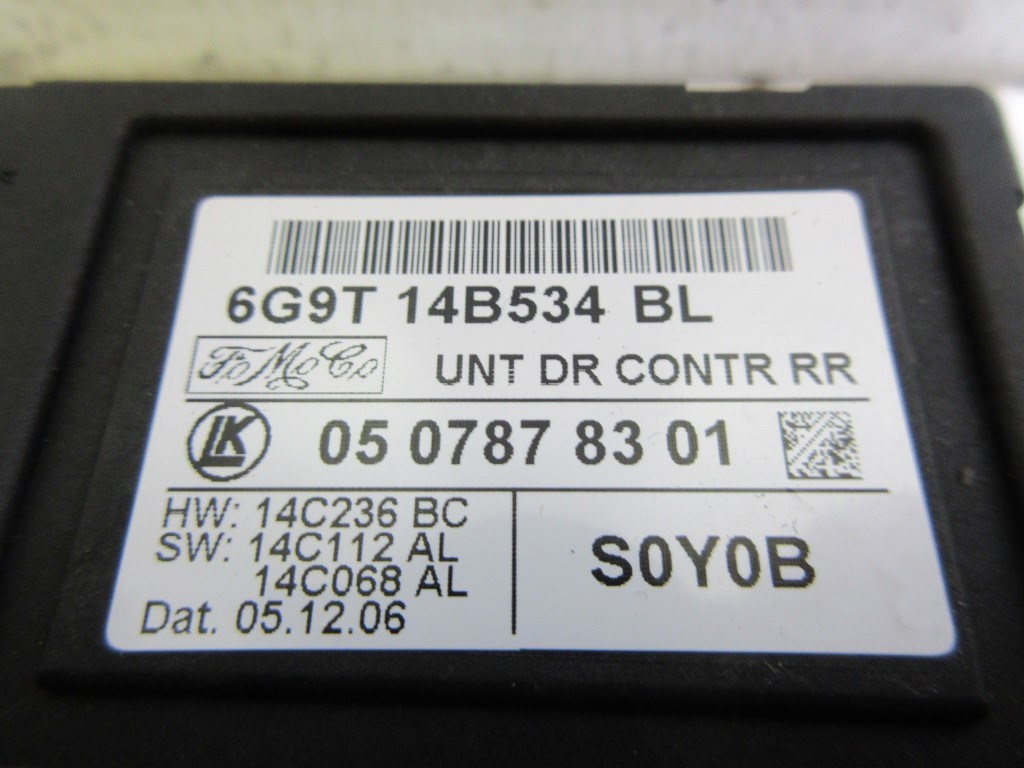 6G9T 14B534 BL
FoMoCo UNT DR CONTR RR
LK 05 0787 83 01
HW: 14C236 BC
SW: 14C112 AL
14C068 AL
Dat. 05.12.06
S0Y0B